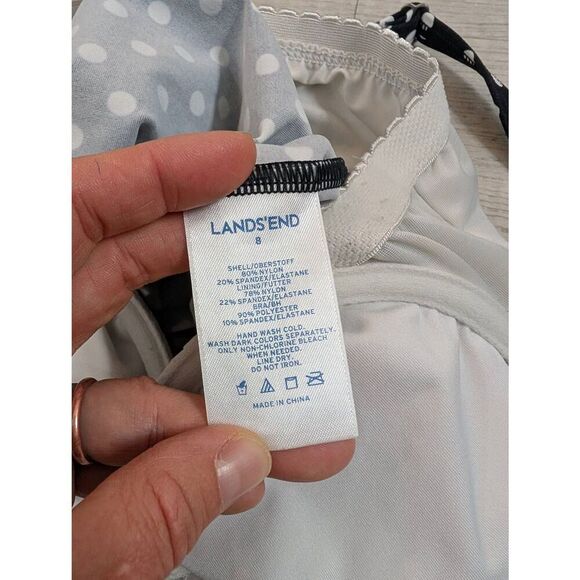 LANDS'END
8
SHELL/OBERSTOFF
80% NYLON
20% SPANDEX/ELASTANE
LINING/FUTTER
78% NYLON
22% SPANDEX/ELASTANE
BRA/BH
90% POLYESTER
10% SPANDEX/ELASTANE
HAND WASH COLD.
WASH DARK COLORS SEPARATELY.
ONLY NON-CHLORINE BLEACH
WHEN NEEDED.
LINE DRY.
DO NOT IRON.
MADE IN CHINA